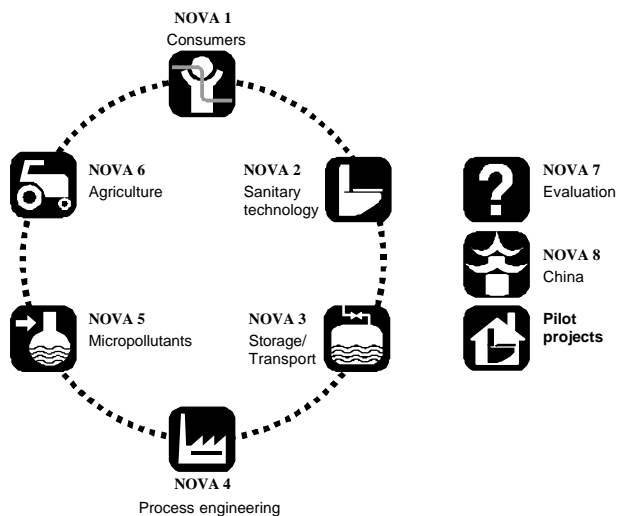 NOVA 1
Consumers
NOVA 6
Agriculture
NOVA 2
Sanitary
technology
NOVA 7
Evaluation
NOVA 8
China
NOVA 5
Micropollutants
NOVA 3
Storage/
Transport
Pilot
projects
NOVA 4
Process engineering